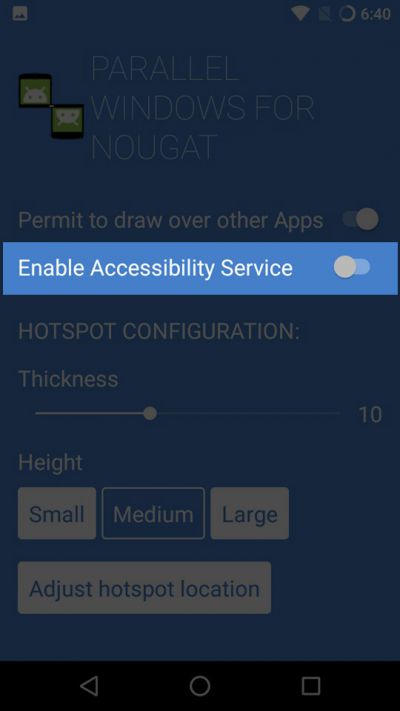 6:40
PARALLEL
WINDOWS FOR
NOUGAT
Permit to draw over other Apps
Enable Accessibility Service
HOTSPOT CONFIGURATION:
Thickness
10
Height
Small Medium Large
Adjust hotspot location